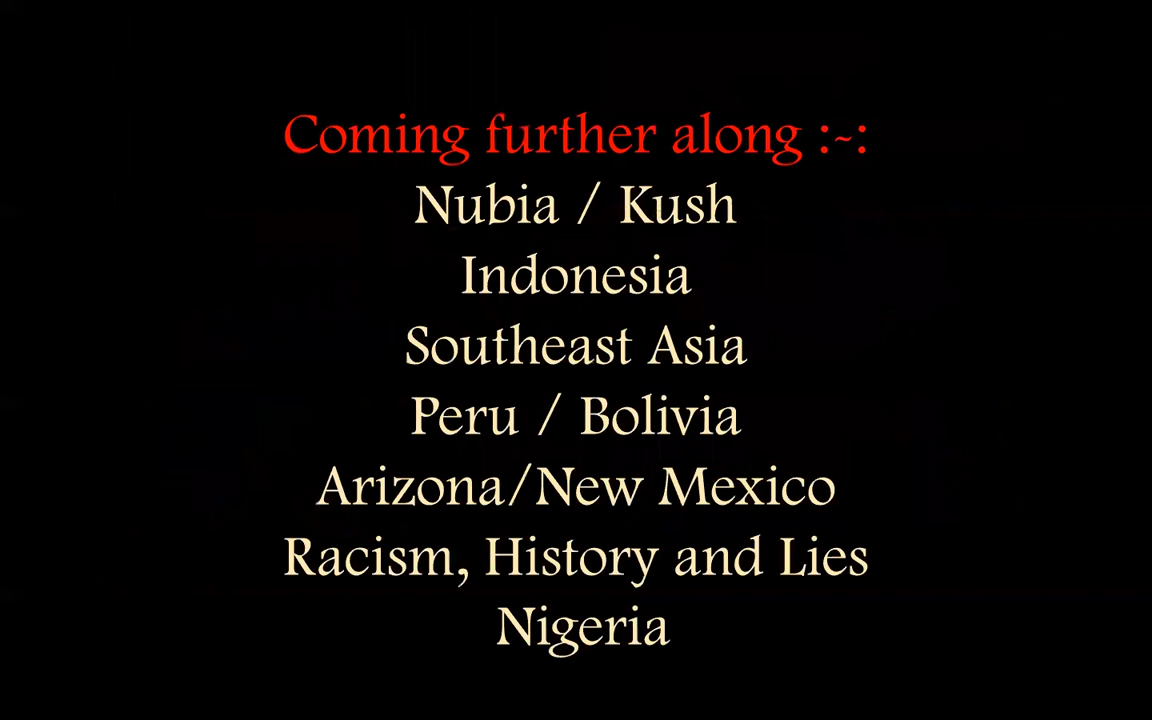 Coming further along :-:
Nubia / Kush
Indonesia
Southeast Asia
Peru / Bolivia
Arizona/New Mexico
Racism, History and Lies
Nigeria